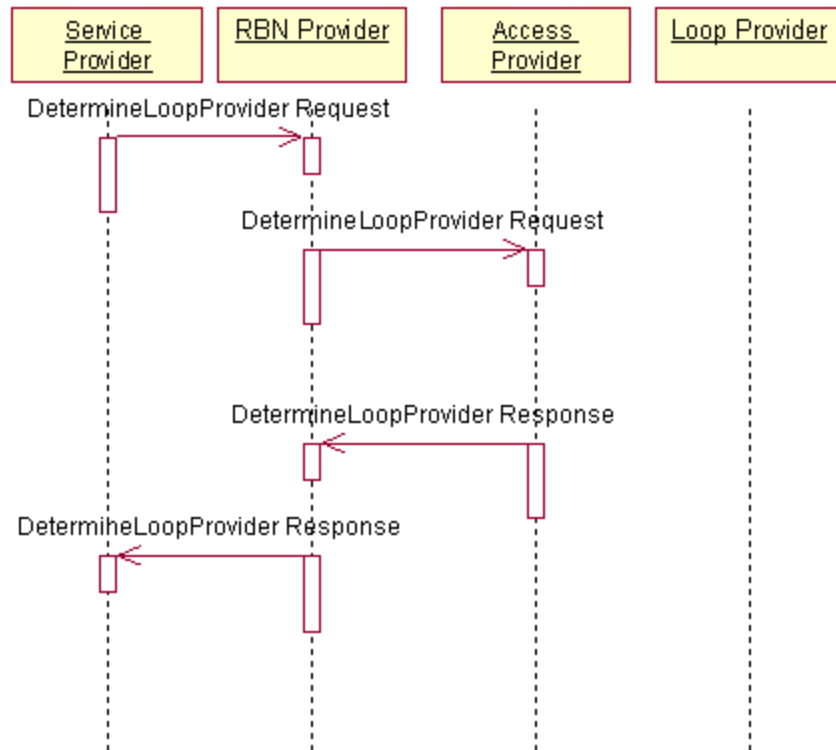 Service
Provider
RBN Provider
Access
Provider
Loop Provider
DetermineLoopProvider Request
DetermineLoopProvider Request
DetermineLoopProvider Response
DetermineLoopProvider Response